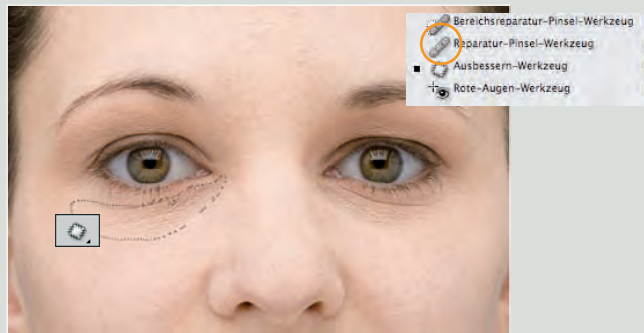 Bereichsreparatur-Pinsel-Werkzeug
Reparatur-Pinsel-Werkzeug
Ausbessern-Werkzeug
Rote-Augen-Werkzeug